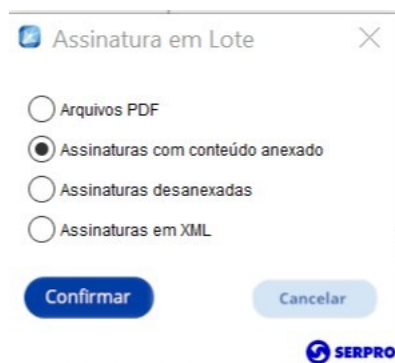 Assinatura em Lote
Arquivos PDF
Assinaturas com conteúdo anexado
Assinaturas desanexadas
Assinaturas em XML
Confirmar
Cancelar
SERPRO